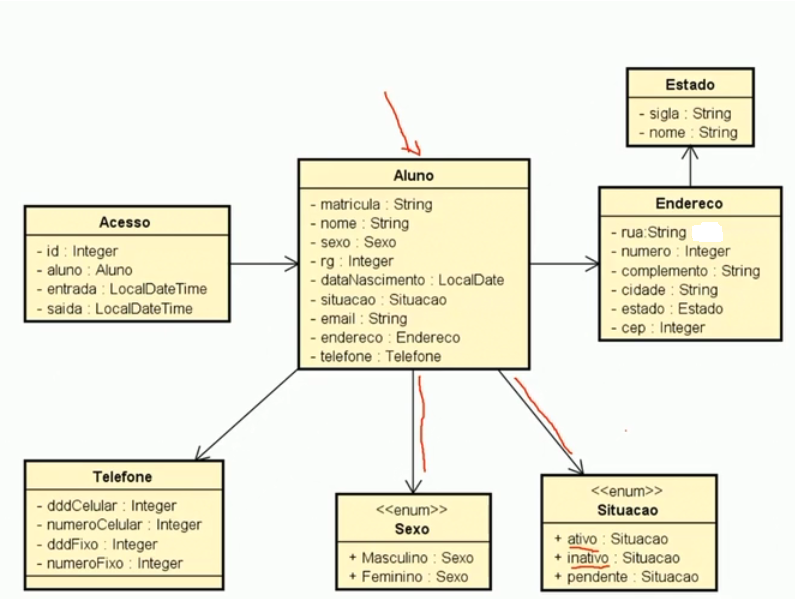 Estado
- sigla : String
- nome : String
Aluno
- matricula : String
- nome : String
- sexo : Sexo
- rg : Integer
- dataNascimento : LocalDate
- situacao : Situacao
- email : String
- endereco : Endereco
- telefone : Telefone
Endereco
- rua:String
- numero : Integer
- complemento : String
- cidade : String
- estado : Estado
- cep : Integer
Acesso
- id : Integer
- aluno : Aluno
- entrada : LocalDateTime
- saida : LocalDateTime
Telefone
- dddCelular : Integer
- numeroCelular : Integer
- dddFixo : Integer
- numeroFixo : Integer
<<enum>>
Sexo
+ Masculino : Sexo
+ Feminino : Sexo
<<enum>>
Situacao
+ ativo : Situacao
+ inativo : Situacao
+ pendente : Situacao